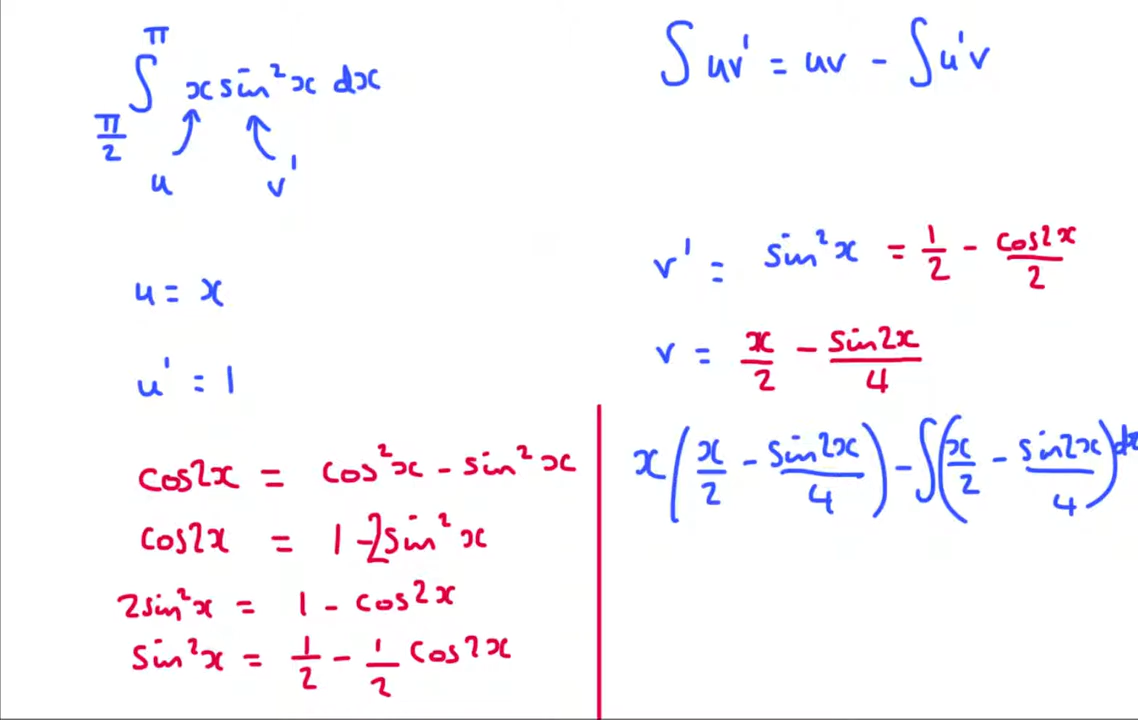 ∫_{π/2}^{π} x sin²x dx
u v'
∫ uv' = uv - ∫ u'v
u = x
u' = 1
v' = sin²x = 1/2 - cos2x/2
v = x/2 - sin2x/4
cos2x = cos²x - sin²x
cos2x = 1 - 2sin²x
2sin²x = 1 - cos2x
sin²x = 1/2 - 1/2 cos2x
x(x/2 - sin2x/4) - ∫(x/2 - sin2x/4)dx